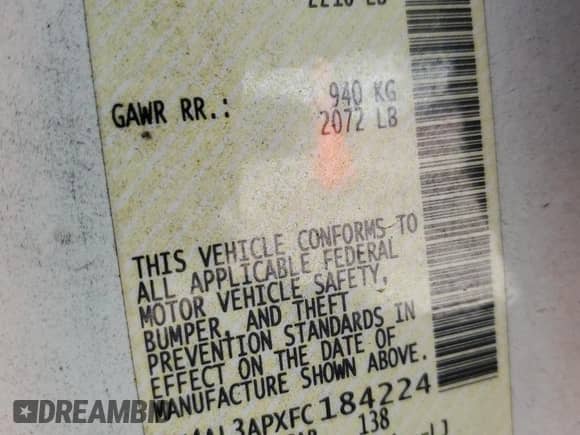 GAWR RR.: 940 KG
2072 LB
THIS VEHICLE CONFORMS TO
ALL APPLICABLE FEDERAL
MOTOR VEHICLE SAFETY,
BUMPER, AND THEFT
PREVENTION STANDARDS IN
EFFECT ON THE DATE OF
MANUFACTURE SHOWN ABOVE.
3APXFC184224
138
DREAMBID